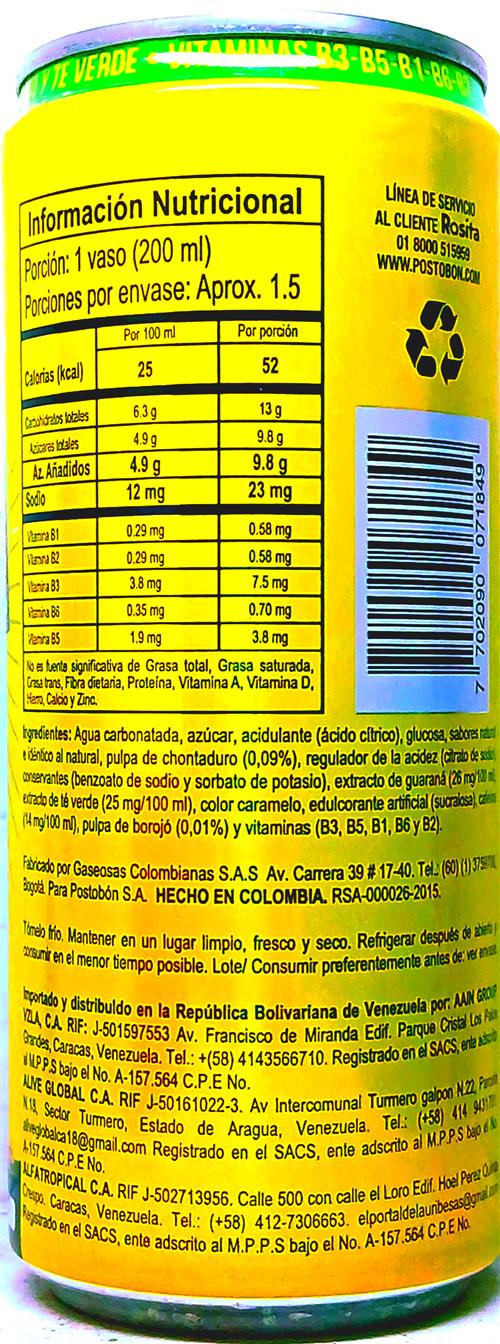 Y TÉ VERDE - VITAMINAS B3-B5-B1-B6-
Información Nutricional
Porción: 1 vaso (200 ml)
Porciones por envase: Aprox. 1.5
Por 100 ml Por porción
Calorías (kcal) 25 52
Carbohidratos totales 6.3 g 13 g
Azúcares totales 4.9 g 9.8 g
Az. Añadidos 4.9 g 9.8 g
Sodio 12 mg 23 mg
Vitamina B1 0.29 mg 0.58 mg
Vitamina B2 0.29 mg 0.58 mg
Vitamina B3 3.8 mg 7.5 mg
Vitamina B6 0.35 mg 0.70 mg
Vitamina B5 1.9 mg 3.8 mg
No es fuente significativa de Grasa total, Grasa saturada,
Grasa trans, Fibra dietaria, Proteína, Vitamina A, Vitamina D,
Hierro, Calcio y Zinc.
LÍNEA DE SERVICIO
AL CLIENTE Rosita
01 8000 515959
WWW.POSTOBON.COM
7 702090 071849
Ingredientes: Agua carbonatada, azúcar, acidulante (ácido cítrico), glucosa, sabores natural
e idéntico al natural, pulpa de chontaduro (0,09%), regulador de la acidez (citrato de sodio),
conservantes (benzoato de sodio y sorbato de potasio), extracto de guaraná (26 mg/100 ml),
extracto de té verde (25 mg/100 ml), color caramelo, edulcorante artificial (sucralosa), cafeína
(14 mg/100 ml), pulpa de borojó (0,01%) y vitaminas (B3, B5, B1, B6 y B2).
Fabricado por Gaseosas Colombianas S.A.S Av. Carrera 39 # 17-40. Tel.: (60) (1)
Bogotá. Para Postobón S.A. HECHO EN COLOMBIA. RSA-000026-2015.
Tómelo frío. Mantener en un lugar limpio, fresco y seco. Refrigerar después de abierto y
consumir en el menor tiempo posible. Lote/ Consumir preferentemente antes de: ver envase.
Importado y distribuido en la República Bolivariana de Venezuela por: AAIN GROUP
VZLA, C.A. RIF: J-501597553 Av. Francisco de Miranda Edif. Parque Cristal Los Palos
Grandes, Caracas, Venezuela. Tel.: +(58) 4143566710. Registrado en el SACS, ente adscrito
al M.P.P.S bajo el No. A-157.564 C.P.E No.
ALIVE GLOBAL C.A. RIF J-50161022-3. Av Intercomunal Turmero galpon N.22, Parcela
N.18, Sector Turmero, Estado de Aragua, Venezuela. Tel.: (+58) 414
aliveglobalca18@gmail.com Registrado en el SACS, ente adscrito al M.P.P.S bajo el No
A-157.564 C.P.E No.
ALFATROPICAL C.A. RIF J-502713956. Calle 500 con calle el Loro Edif. Hoel Perez
Crespo. Caracas, Venezuela. Tel.: (+58) 412-7306663. elportaldelauribesas@gmail.com
Registrado en el SACS, ente adscrito al M.P.P.S bajo el No. A-157.564 C.P.E No.